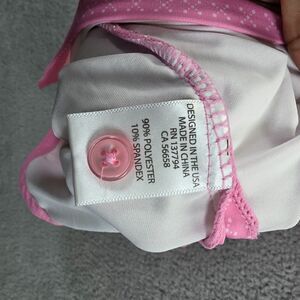 DESIGNED IN THE USA
MADE IN CHINA
RN 137794
CA 56658
90% POLYESTER
10% SPANDEX